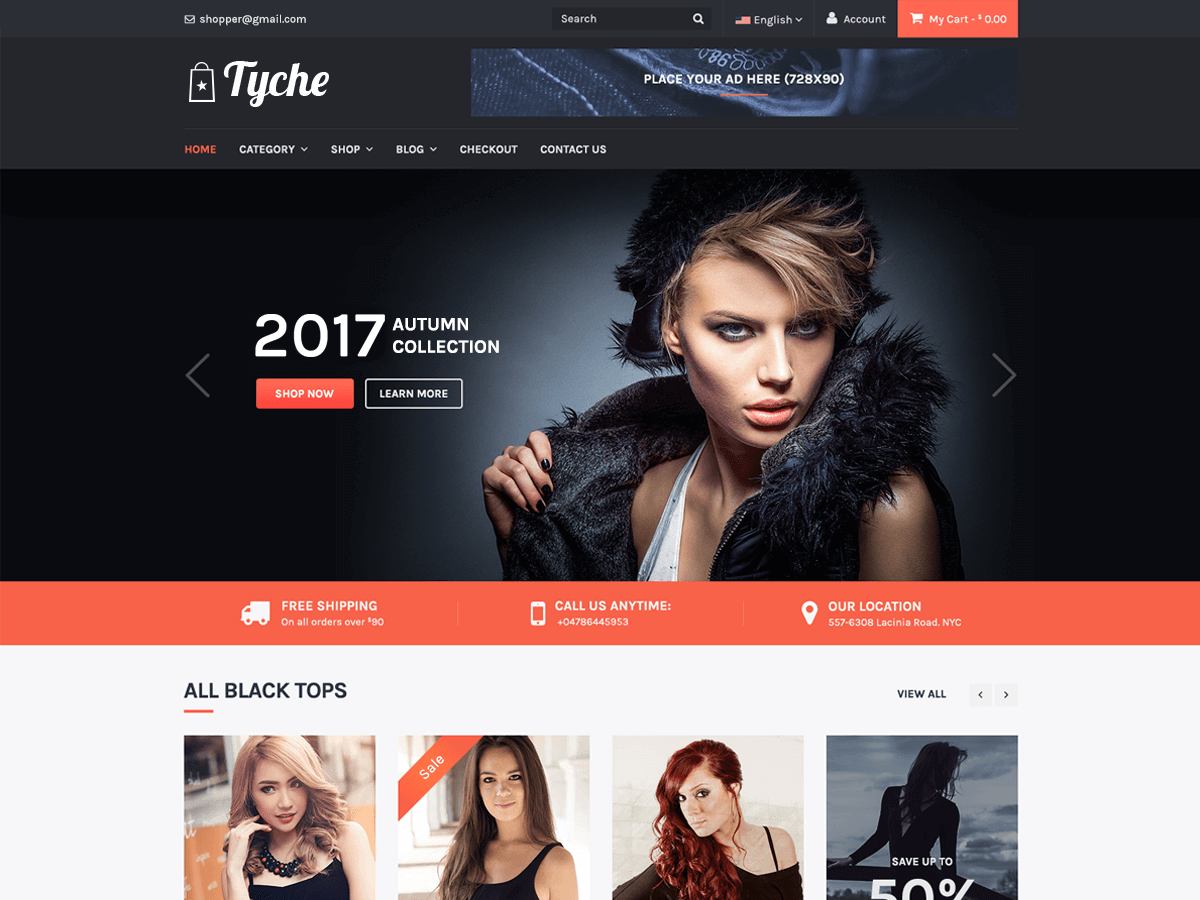 shopper@gmail.com
Search
English
Account
My Cart - $ 0.00
Tyche
PLACE YOUR AD HERE (728X90)
HOME
CATEGORY
SHOP
BLOG
CHECKOUT
CONTACT US
2017 AUTUMN
COLLECTION
SHOP NOW
LEARN MORE
FREE SHIPPING
On all orders over $90
CALL US ANYTIME:
+04786445953
OUR LOCATION
557-6308 Lacinia Road. NYC
ALL BLACK TOPS
VIEW ALL
Sale
SAVE UP TO
50%